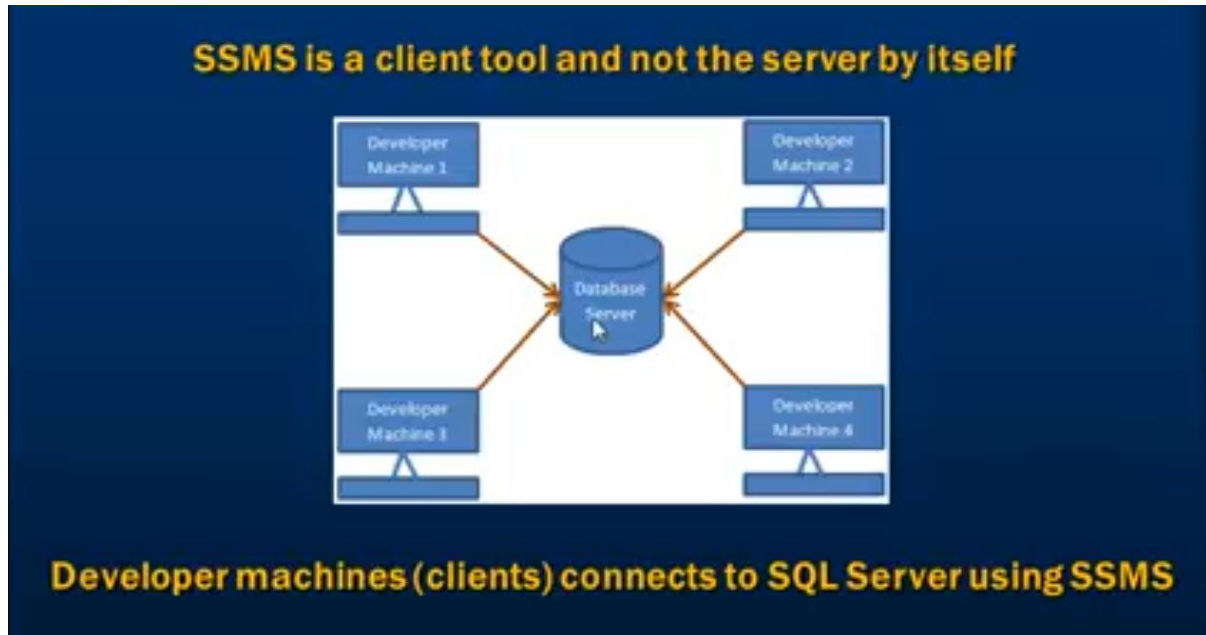 SSMS is a client tool and not the server by itself
Developer
Machine 1
Developer
Machine 2
Database
Server
Developer
Machine 3
Developer
Machine 4
Developer machines (clients) connects to SQL Server using SSMS